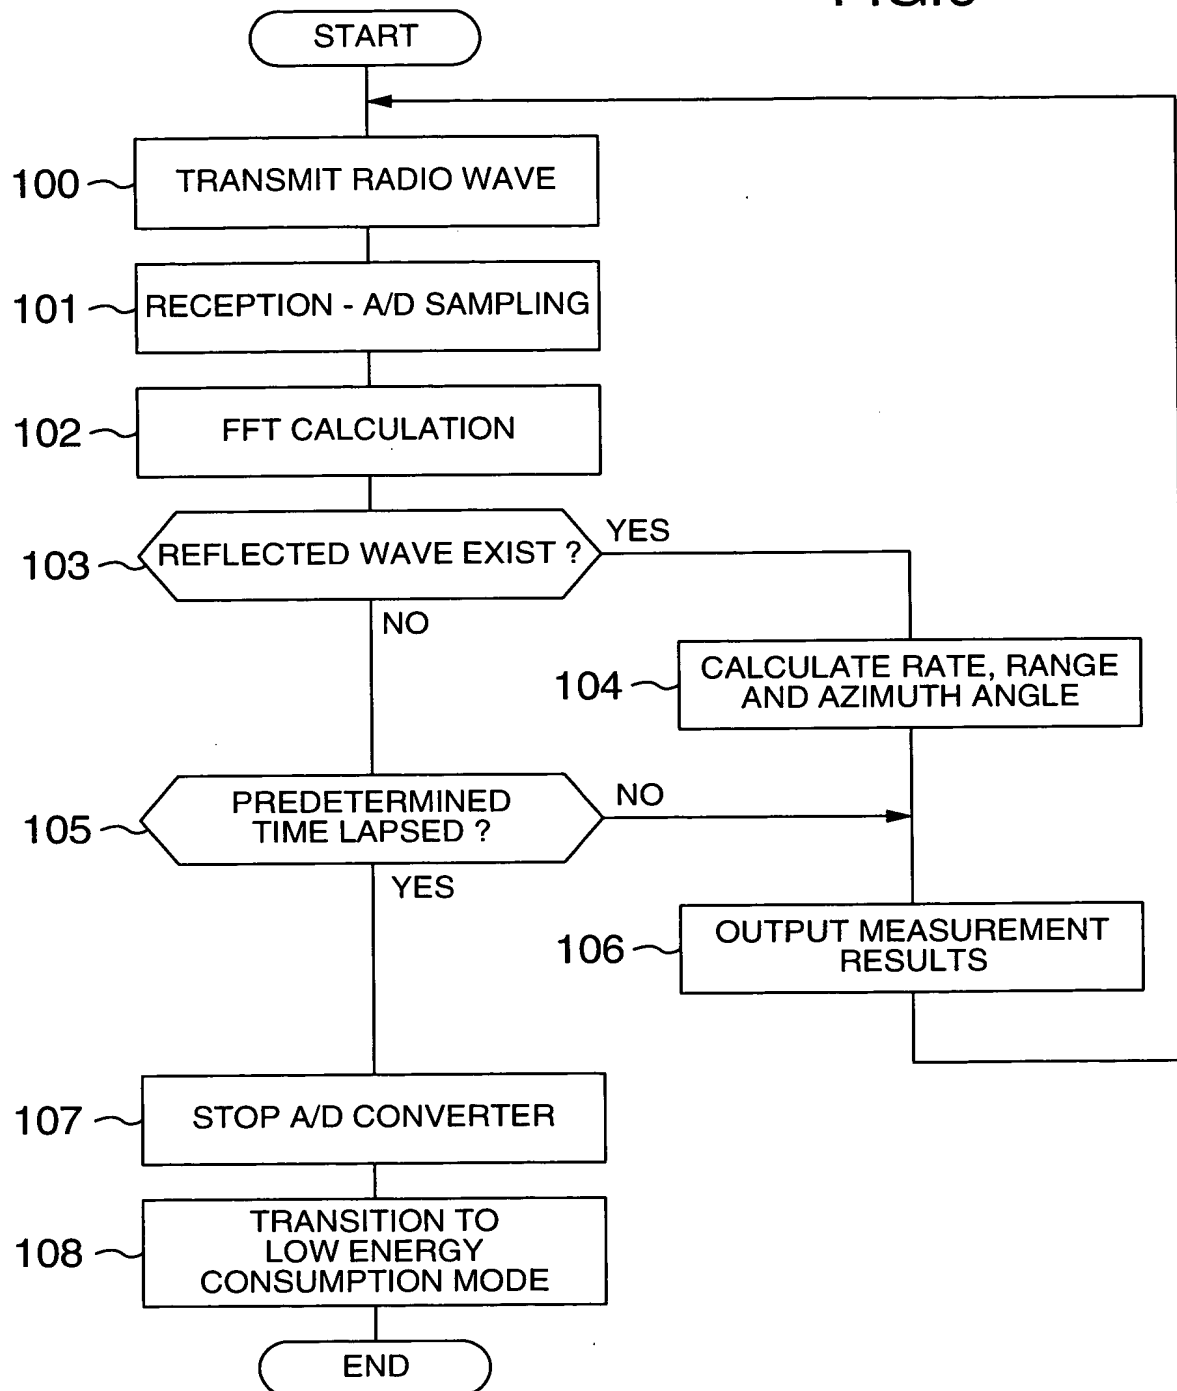 START
100
TRANSMIT RADIO WAVE
101
RECEPTION - A/D SAMPLING
102
FFT CALCULATION
103
REFLECTED WAVE EXIST ?
YES
NO
104
CALCULATE RATE, RANGE
AND AZIMUTH ANGLE
105
PREDETERMINED
TIME LAPSED ?
NO
YES
106
OUTPUT MEASUREMENT
RESULTS
107
STOP A/D CONVERTER
108
TRANSITION TO
LOW ENERGY
CONSUMPTION MODE
END